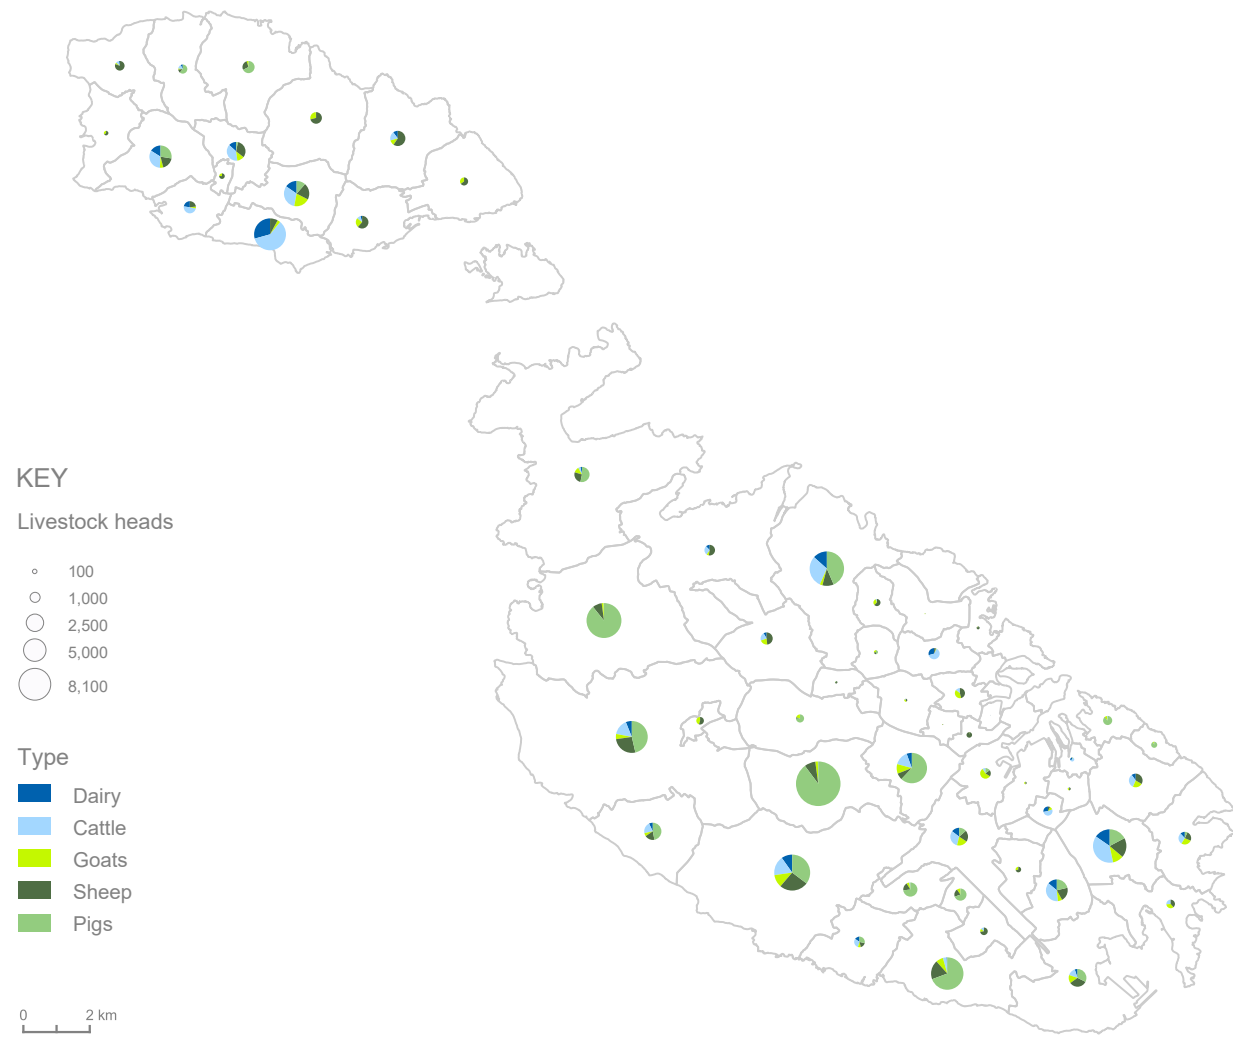 KEY
Livestock heads
100
1,000
2,500
5,000
8,100
Type
Dairy
Cattle
Goats
Sheep
Pigs
0 2 km